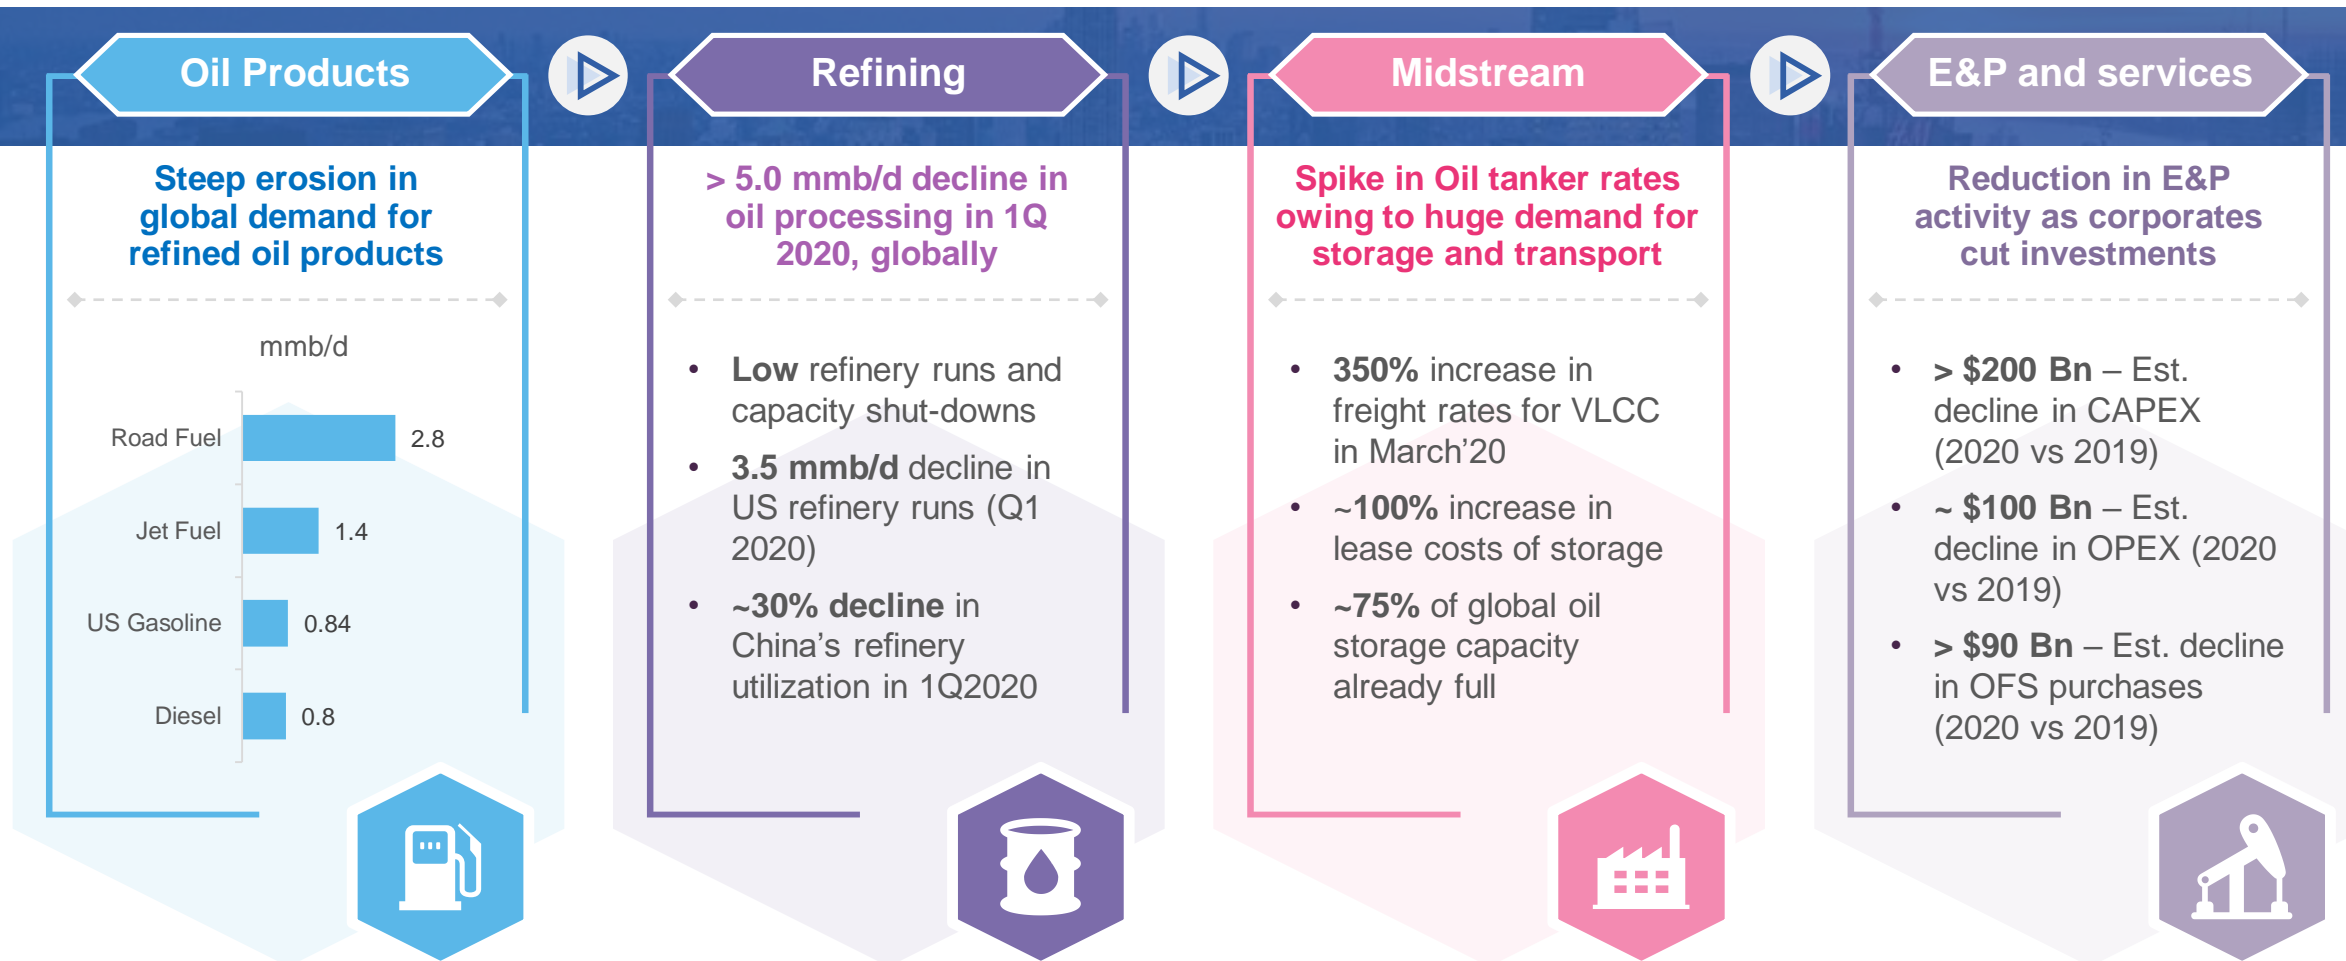 Oil Products
Steep erosion in
global demand for
refined oil products
mmb/d
Road Fuel 2.8
Jet Fuel 1.4
US Gasoline 0.84
Diesel 0.8
Refining
> 5.0 mmb/d decline in
oil processing in 1Q
2020, globally
• Low refinery runs and
capacity shut-downs
• 3.5 mmb/d decline in
US refinery runs (Q1
2020)
• ~30% decline in
China’s refinery
utilization in 1Q2020
Midstream
Spike in Oil tanker rates
owing to huge demand for
storage and transport
• 350% increase in
freight rates for VLCC
in March’20
• ~100% increase in
lease costs of storage
• ~75% of global oil
storage capacity
already full
E&P and services
Reduction in E&P
activity as corporates
cut investments
• > $200 Bn – Est.
decline in CAPEX
(2020 vs 2019)
• ~ $100 Bn – Est.
decline in OPEX (2020
vs 2019)
• > $90 Bn – Est. decline
in OFS purchases
(2020 vs 2019)